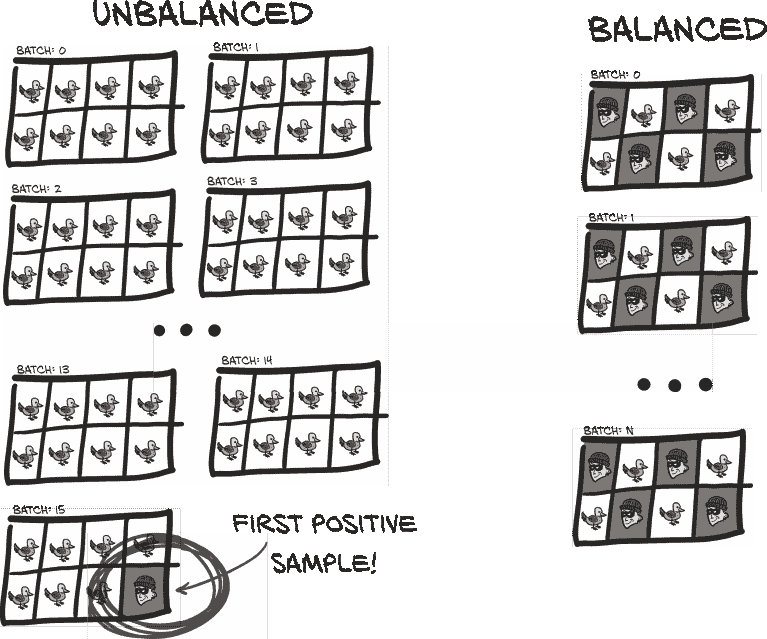 UNBALANCED
BALANCED
BATCH: 0
BATCH: 1
BATCH: 2
BATCH: 3
BATCH: 13
BATCH: 14
BATCH: 15
FIRST POSITIVE
SAMPLE!
BATCH: 0
BATCH: 1
BATCH: N